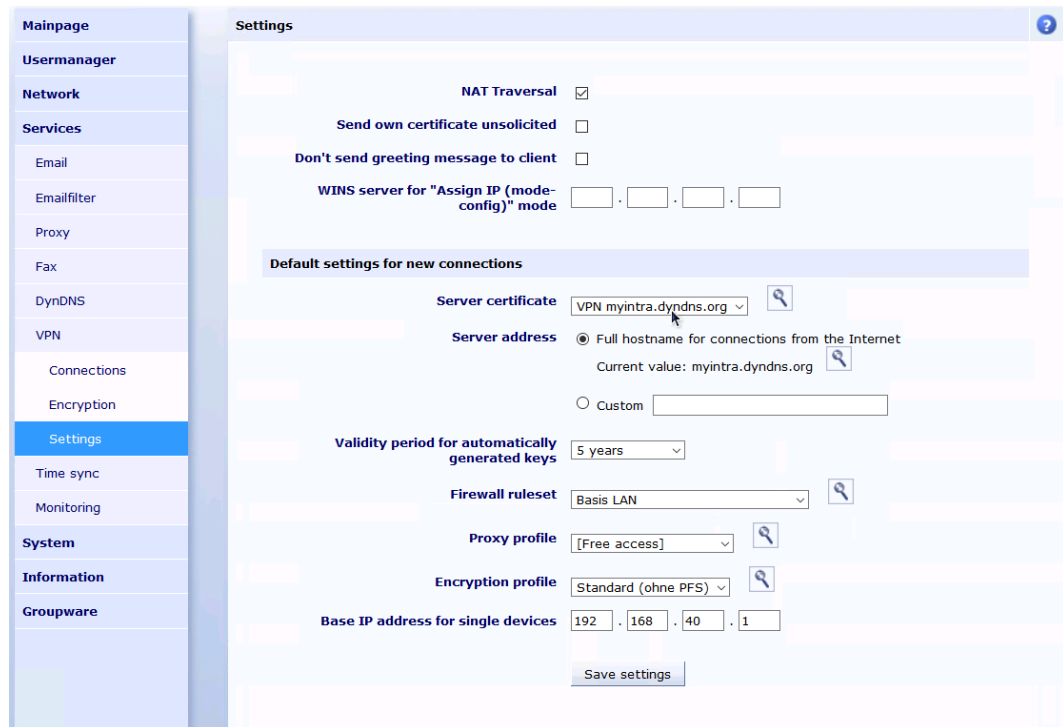 Mainpage
Usermanager
Network
Services
Email
Emailfilter
Proxy
Fax
DynDNS
VPN
Connections
Encryption
Settings
Time sync
Monitoring
System
Information
Groupware
Settings
?
NAT Traversal
Send own certificate unsolicited
Don't send greeting message to client
WINS server for "Assign IP (mode-
config)" mode
. . .
Default settings for new connections
Server certificate VPN myintra.dyndns.org
Server address Full hostname for connections from the Internet
Current value: myintra.dyndns.org
Custom
Validity period for automatically
generated keys 5 years
Firewall ruleset Basis LAN
Proxy profile [Free access]
Encryption profile Standard (ohne PFS)
Base IP address for single devices 192 . 168 . 40 . 1
Save settings